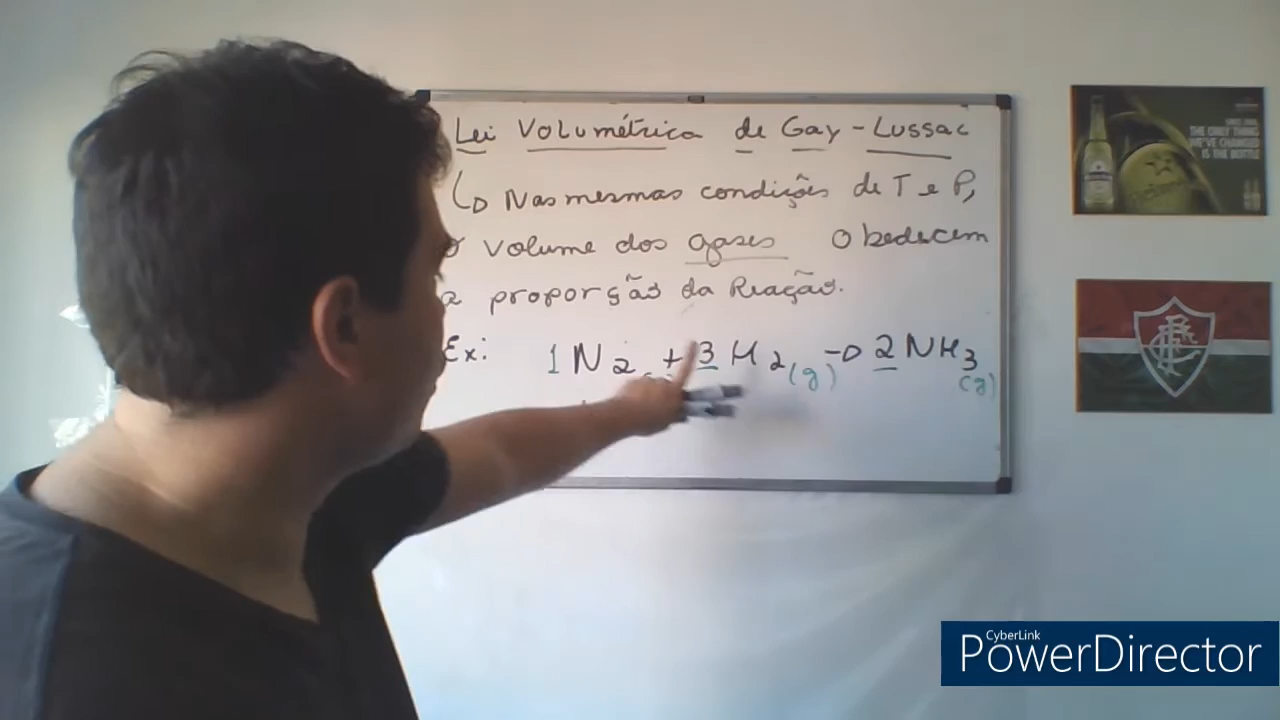 Lei Volumétrica de Gay-Lussac
Nas mesmas condições de T e P,
o volume dos gases obedecem
a proporção da Reação.
Ex: 1 N2 + 3 H2(g) → 2 NH3(g)
THE ONLY THING
WE'VE CHANGED
IS THE BOTTLE
CyberLink
PowerDirector